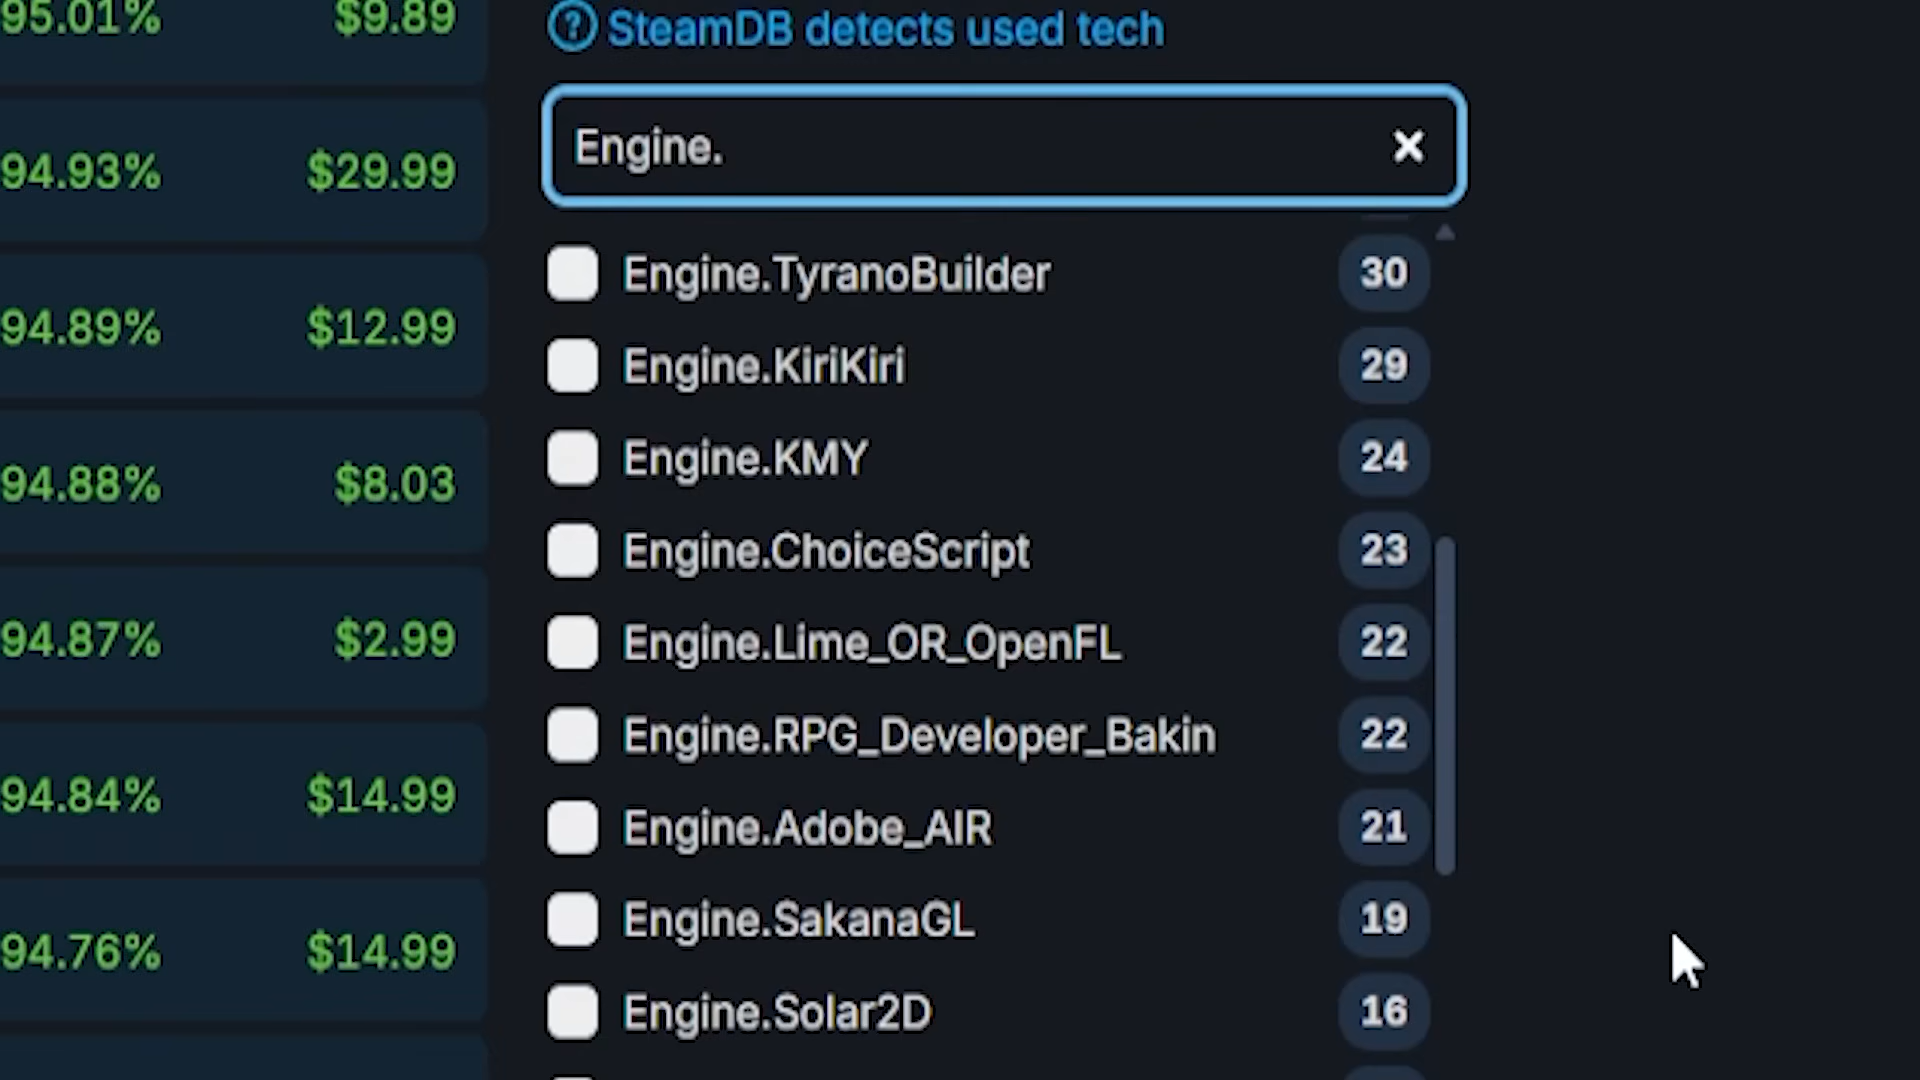 95.01% $9.89
94.93% $29.99
94.89% $12.99
94.88% $8.03
94.87% $2.99
94.84% $14.99
94.76% $14.99
? SteamDB detects used tech
Engine. ×
Engine.TyranoBuilder 30
Engine.KiriKiri 29
Engine.KMY 24
Engine.ChoiceScript 23
Engine.Lime_OR_OpenFL 22
Engine.RPG_Developer_Bakin 22
Engine.Adobe_AIR 21
Engine.SakanaGL 19
Engine.Solar2D 16